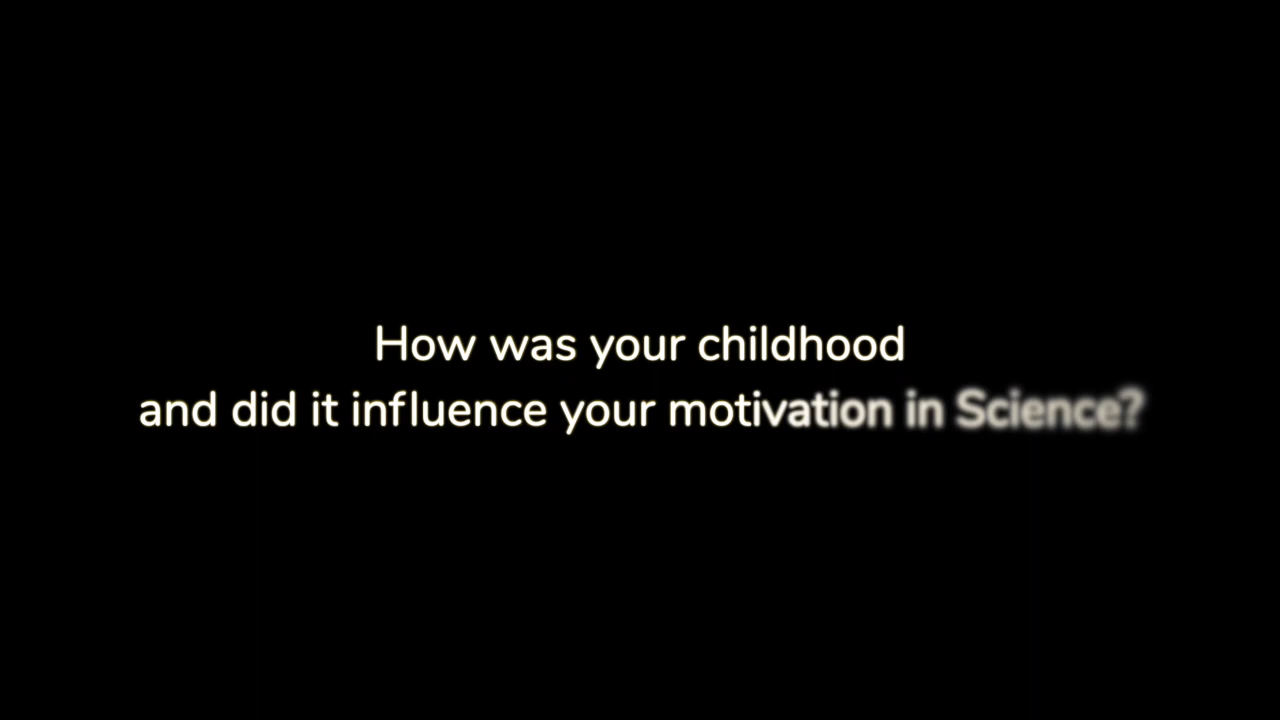 How was your childhood
and did it influence your motivation in Science?